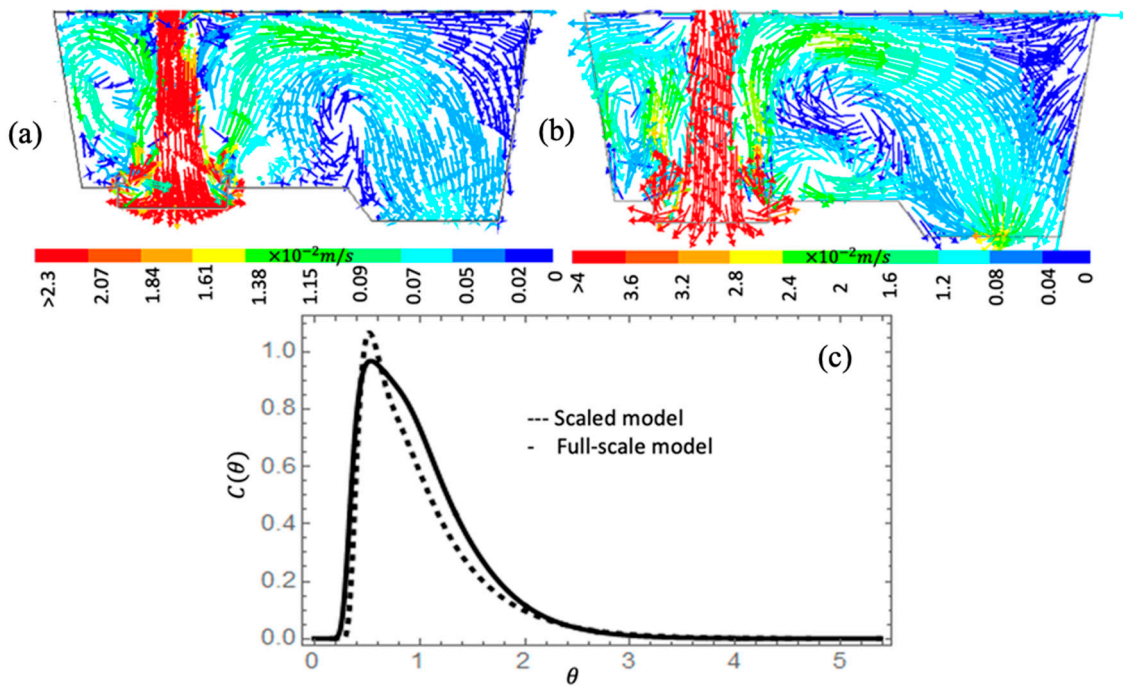 (a)
(b)
×10⁻²m/s
>2.3 2.07 1.84 1.61 1.38 1.15 0.09 0.07 0.05 0.02 0
×10⁻²m/s
>4 3.6 3.2 2.8 2.4 2 1.6 1.2 0.08 0.04 0
(c)
C(θ)
1.0
0.8
0.6
0.4
0.2
0.0
--- Scaled model
- Full-scale model
0 1 2 3 4 5
θ